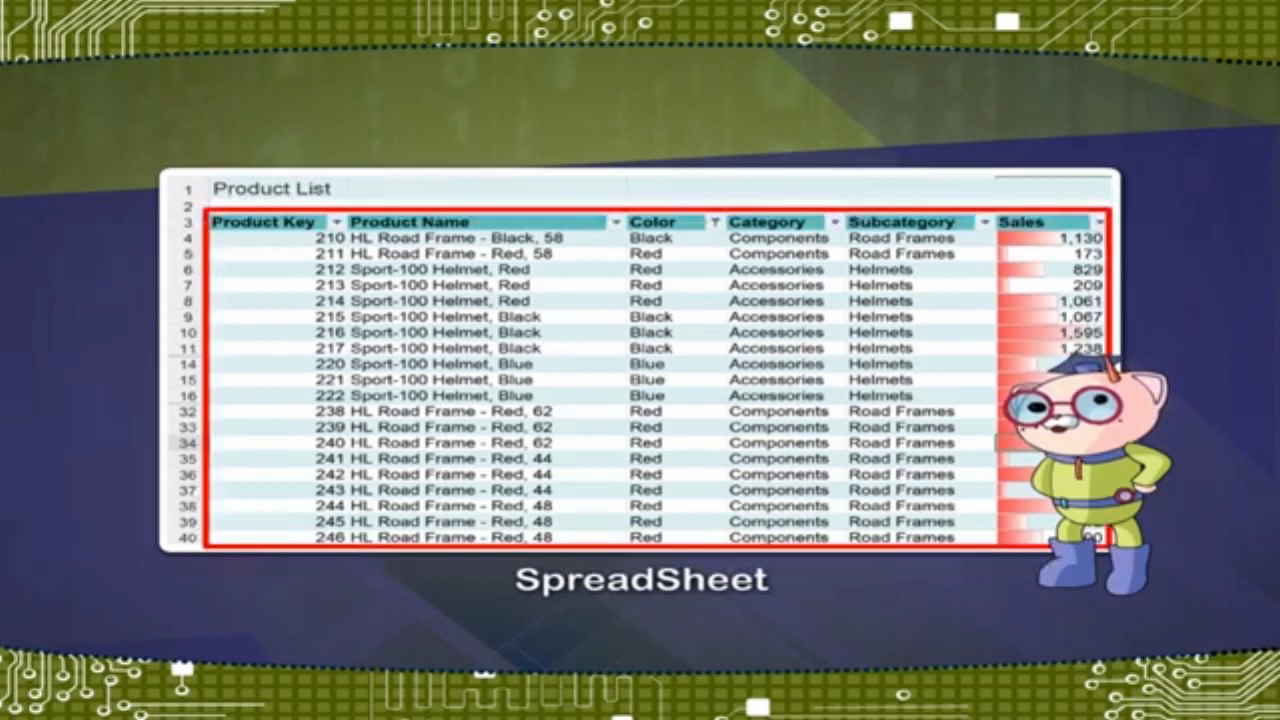 1 Product List
2
3 Product Key Product Name Color Category Subcategory Sales
4 210 HL Road Frame - Black, 58 Black Components Road Frames 1,130
5 211 HL Road Frame - Red, 58 Red Components Road Frames 173
6 212 Sport-100 Helmet, Red Red Accessories Helmets 829
7 213 Sport-100 Helmet, Red Red Accessories Helmets 209
8 214 Sport-100 Helmet, Red Red Accessories Helmets 1,061
9 215 Sport-100 Helmet, Black Black Accessories Helmets 1,067
10 216 Sport-100 Helmet, Black Black Accessories Helmets 1,595
11 217 Sport-100 Helmet, Black Black Accessories Helmets 1,238
14 220 Sport-100 Helmet, Blue Blue Accessories Helmets
15 221 Sport-100 Helmet, Blue Blue Accessories Helmets
16 222 Sport-100 Helmet, Blue Blue Accessories Helmets
32 238 HL Road Frame - Red, 62 Red Components Road Frames
33 239 HL Road Frame - Red, 62 Red Components Road Frames
34 240 HL Road Frame - Red, 62 Red Components Road Frames
35 241 HL Road Frame - Red, 44 Red Components Road Frames
36 242 HL Road Frame - Red, 44 Red Components Road Frames
37 243 HL Road Frame - Red, 44 Red Components Road Frames
38 244 HL Road Frame - Red, 48 Red Components Road Frames
39 245 HL Road Frame - Red, 48 Red Components Road Frames
40 246 HL Road Frame - Red, 48 Red Components Road Frames
SpreadSheet